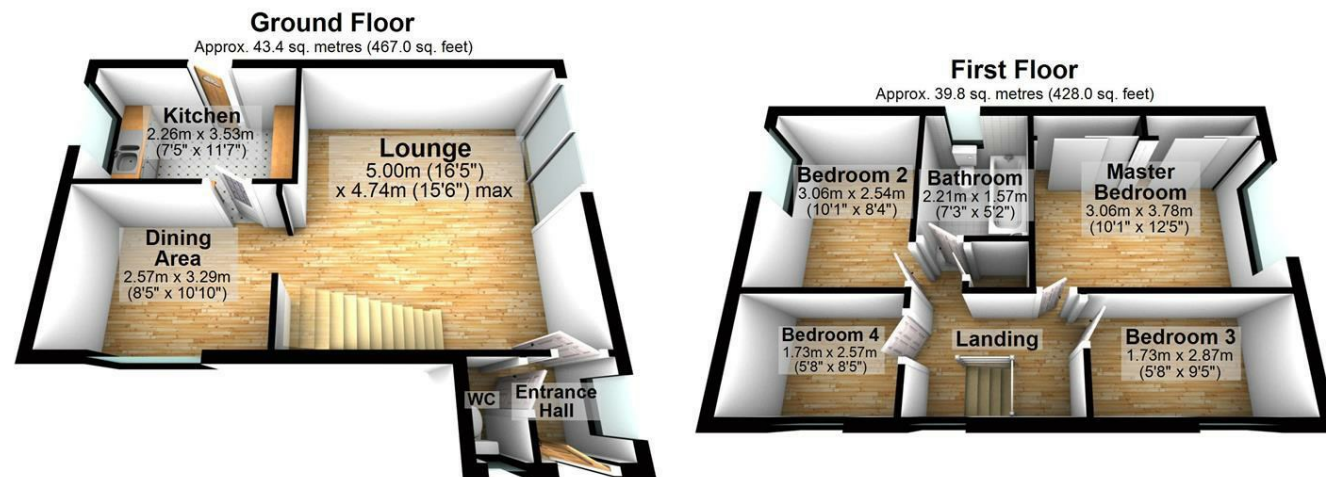 Ground Floor
Approx. 43.4 sq. metres (467.0 sq. feet)
Kitchen
2.26m x 3.53m
(7'5" x 11'7")
Lounge
5.00m (16'5")
x 4.74m (15'6") max
Dining
Area
2.57m x 3.29m
(8'5" x 10'10")
WC
Entrance
Hall
First Floor
Approx. 39.8 sq. metres (428.0 sq. feet)
Bedroom 2
3.06m x 2.54m
(10'1" x 8'4")
Bathroom
2.21m x 1.57m
(7'3" x 5'2")
Master
Bedroom
3.06m x 3.78m
(10'1" x 12'5")
Bedroom 4
1.73m x 2.57m
(5'8" x 8'5")
Landing
Bedroom 3
1.73m x 2.87m
(5'8" x 9'5")